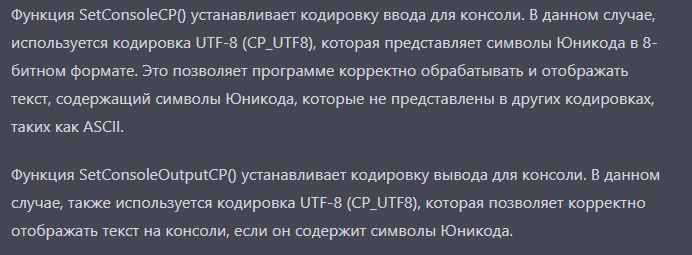 Функция SetConsoleCP() устанавливает кодировку ввода для консоли. В данном случае,
используется кодировка UTF-8 (CP_UTF8), которая представляет символы Юникода в 8-
битном формате. Это позволяет программе корректно обрабатывать и отображать
текст, содержащий символы Юникода, которые не представлены в других кодировках,
таких как ASCII.
Функция SetConsoleOutputCP() устанавливает кодировку вывода для консоли. В данном
случае, также используется кодировка UTF-8 (CP_UTF8), которая позволяет корректно
отображать текст на консоли, если он содержит символы Юникода.